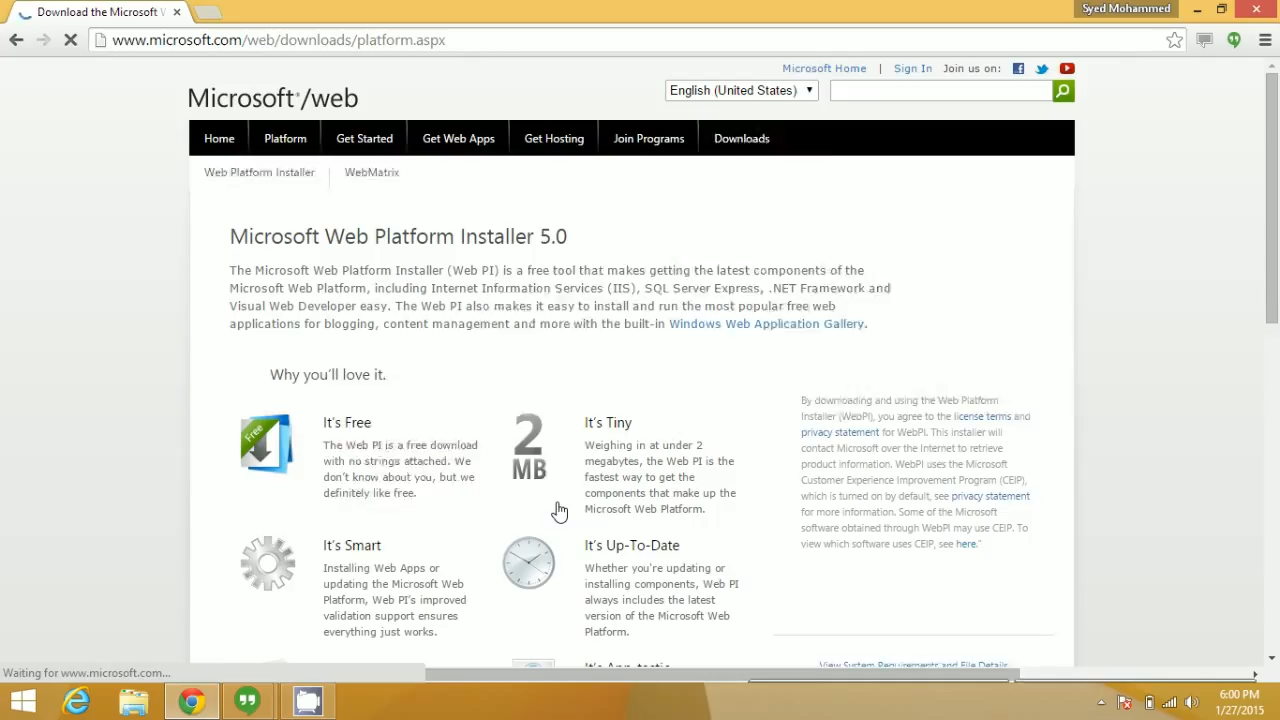 Download the Microsoft W
Syed Mohammed
www.microsoft.com/web/downloads/platform.aspx
Microsoft Home | Sign In Join us on:
Microsoft /web
English (United States)
Home Platform Get Started Get Web Apps Get Hosting Join Programs Downloads
Web Platform Installer WebMatrix
Microsoft Web Platform Installer 5.0
The Microsoft Web Platform Installer (Web PI) is a free tool that makes getting the latest components of the
Microsoft Web Platform, including Internet Information Services (IIS), SQL Server Express, .NET Framework and
Visual Web Developer easy. The Web PI also makes it easy to install and run the most popular free web
applications for blogging, content management and more with the built-in Windows Web Application Gallery.
Why you'll love it.
Free
It's Free
The Web PI is a free download
with no strings attached. We
don't know about you, but we
definitely like free.
2
MB
It's Tiny
Weighing in at under 2
megabytes, the Web PI is the
fastest way to get the
components that make up the
Microsoft Web Platform.
By downloading and using the Web Platform
Installer (WebPI), you agree to the license terms and
privacy statement for WebPI. This installer will
contact Microsoft over the Internet to retrieve
product information. WebPI uses the Microsoft
Customer Experience Improvement Program (CEIP),
which is turned on by default, see privacy statement
for more information. Some of the Microsoft
software obtained through WebPI may use CEIP. To
view which software uses CEIP, see here."
It's Smart
Installing Web Apps or
updating the Microsoft Web
Platform, Web PI's improved
validation support ensures
everything just works.
It's Up-To-Date
Whether you're updating or
installing components, Web PI
always includes the latest
version of the Microsoft Web
Platform.
It's App-tastic
View System Requirements and File Details
Waiting for www.microsoft.com...
6:00 PM
1/27/2015